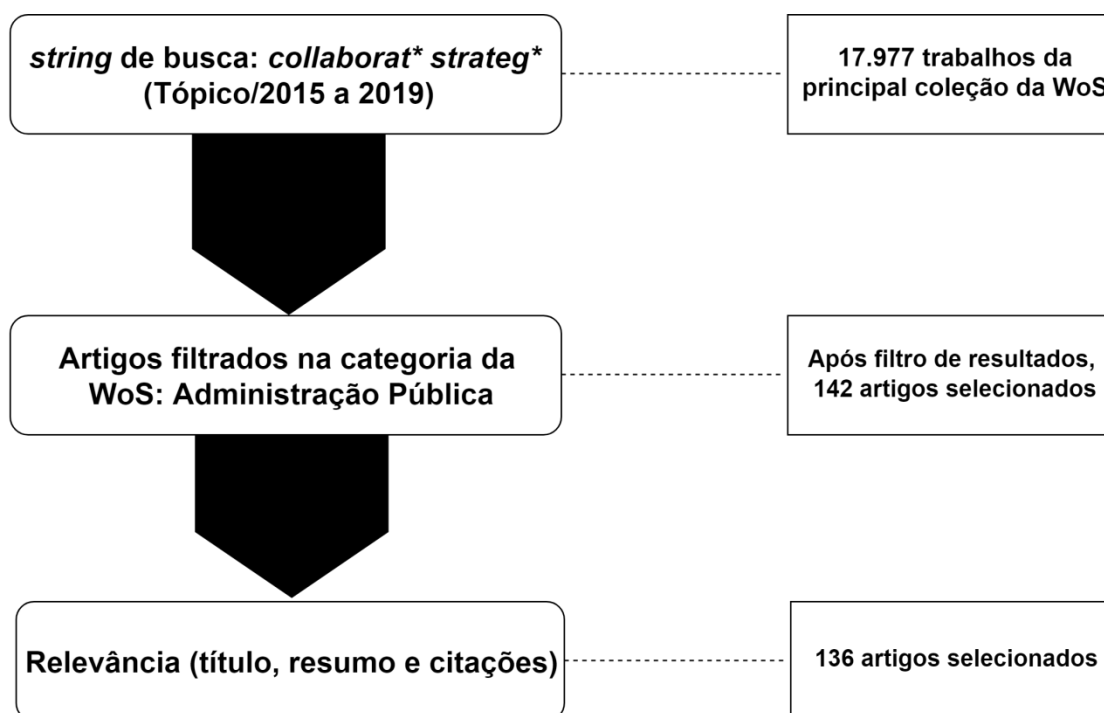 string de busca: collaborat* strateg*
(Tópico/2015 a 2019)
17.977 trabalhos da
principal coleção da WoS
Artigos filtrados na categoria da
WoS: Administração Pública
Após filtro de resultados,
142 artigos selecionados
Relevância (título, resumo e citações)
136 artigos selecionados